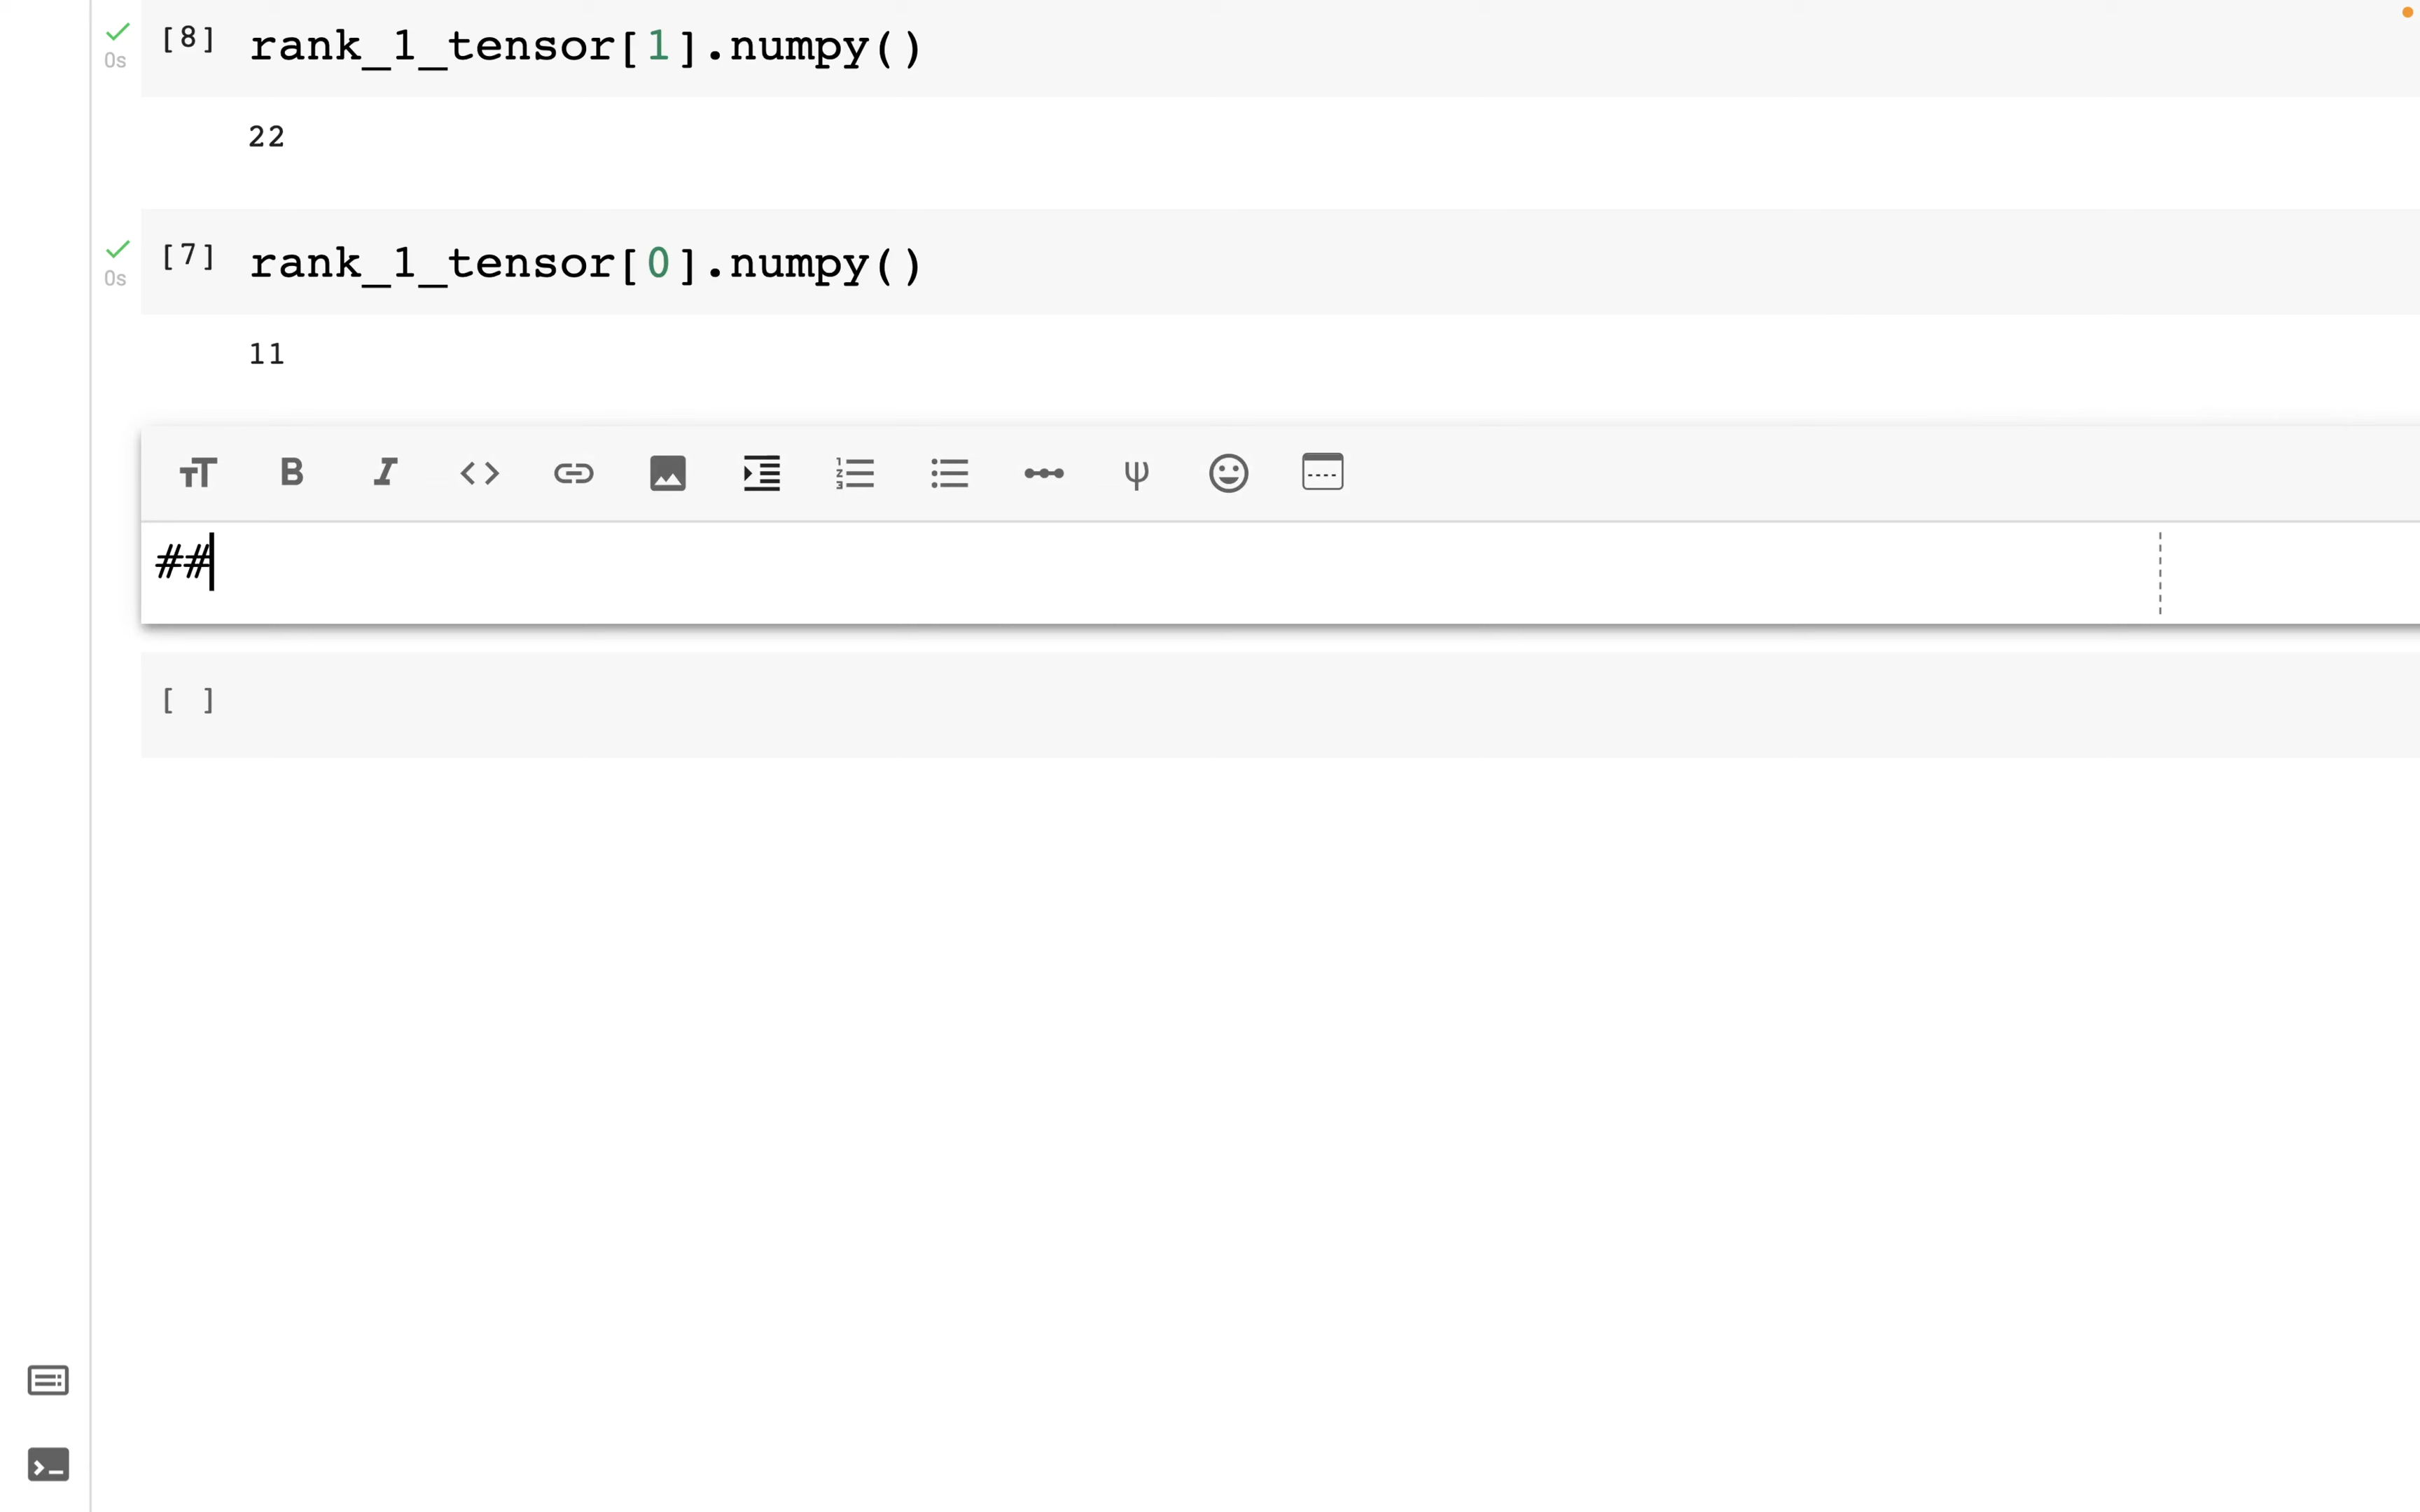 [8] rank_1_tensor[1].numpy()
0s
22
[7] rank_1_tensor[0].numpy()
0s
11
##
[ ]